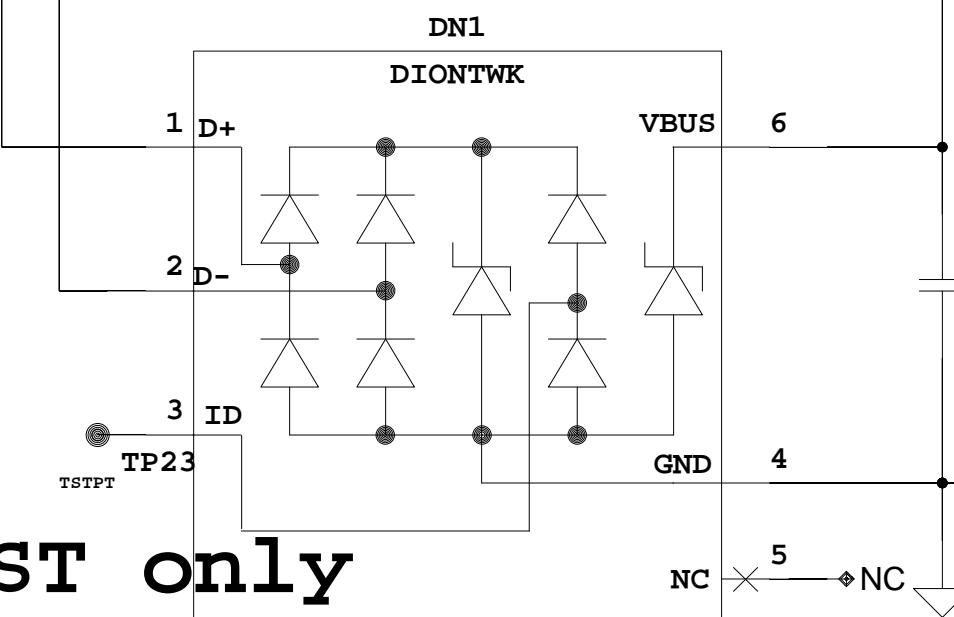 DN1
DIONTWK
1 D+
VBUS 6
2 D-
3 ID
TP23
TSTPT
GND 4
ST only
5
NC NC